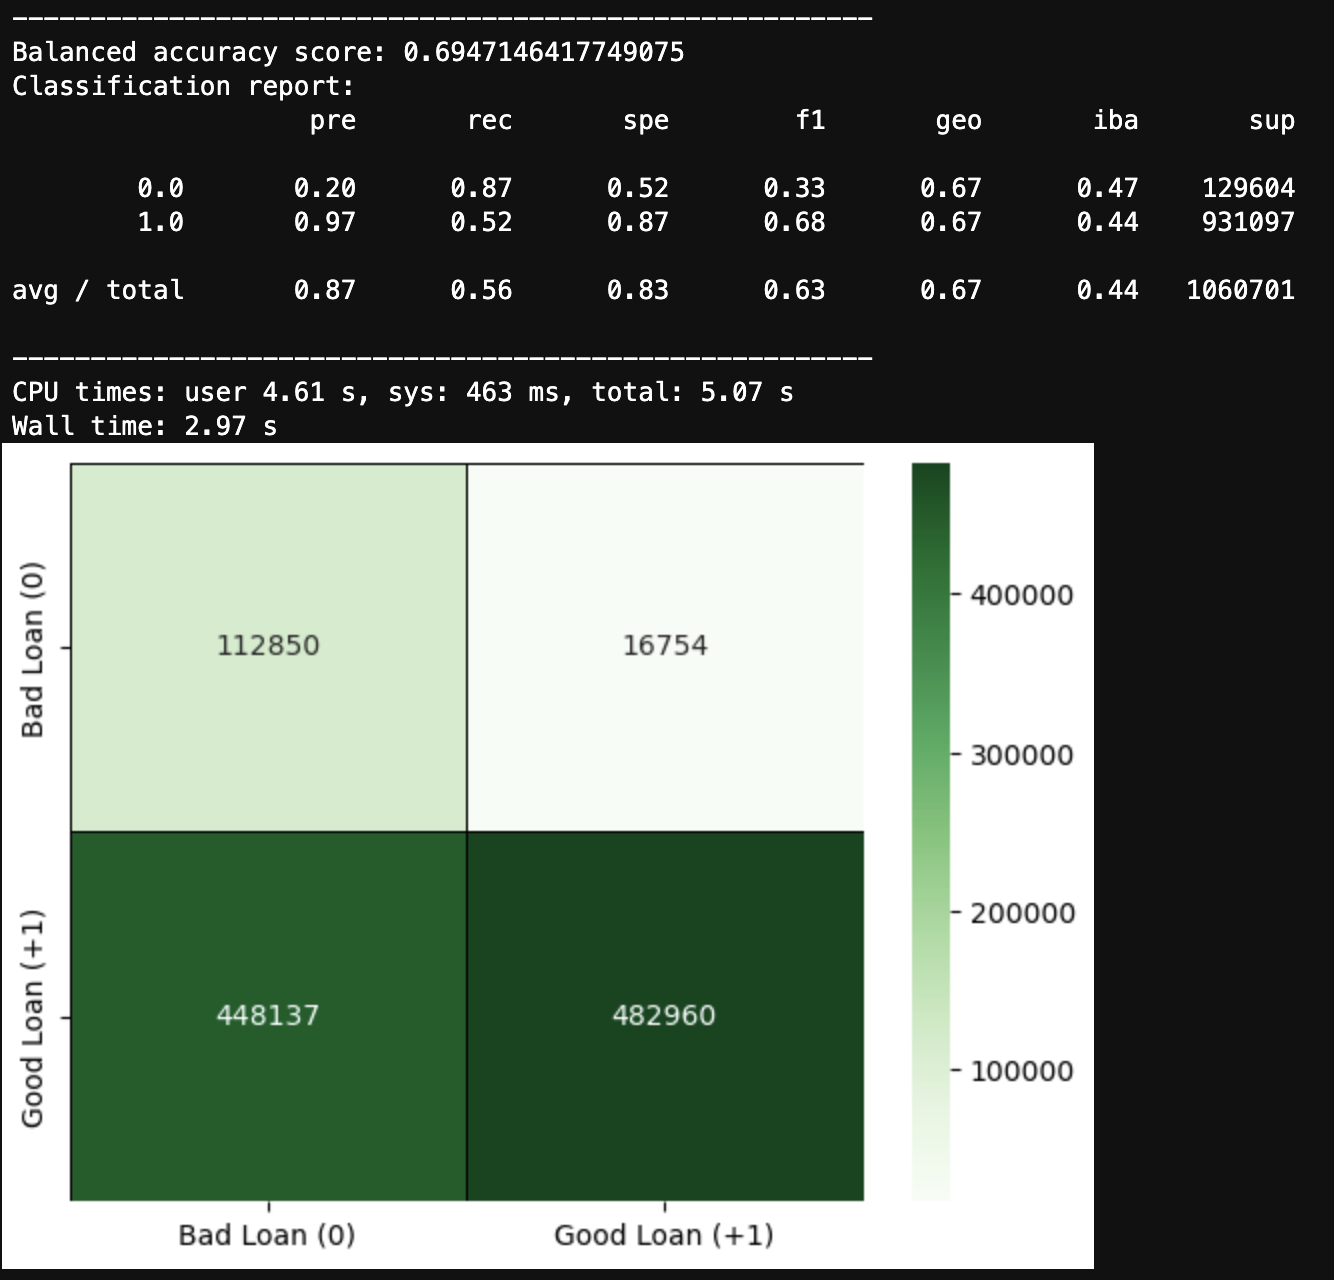 -------------------------------------------------------
Balanced accuracy score: 0.6947146417749075
Classification report:
pre rec spe f1 geo iba sup
0.0 0.20 0.87 0.52 0.33 0.67 0.47 129604
1.0 0.97 0.52 0.87 0.68 0.67 0.44 931097
avg / total 0.87 0.56 0.83 0.63 0.67 0.44 1060701
-------------------------------------------------------
CPU times: user 4.61 s, sys: 463 ms, total: 5.07 s
Wall time: 2.97 s
Bad Loan (0)
112850
16754
Good Loan (+1)
448137
482960
Bad Loan (0)
Good Loan (+1)
400000
300000
200000
100000